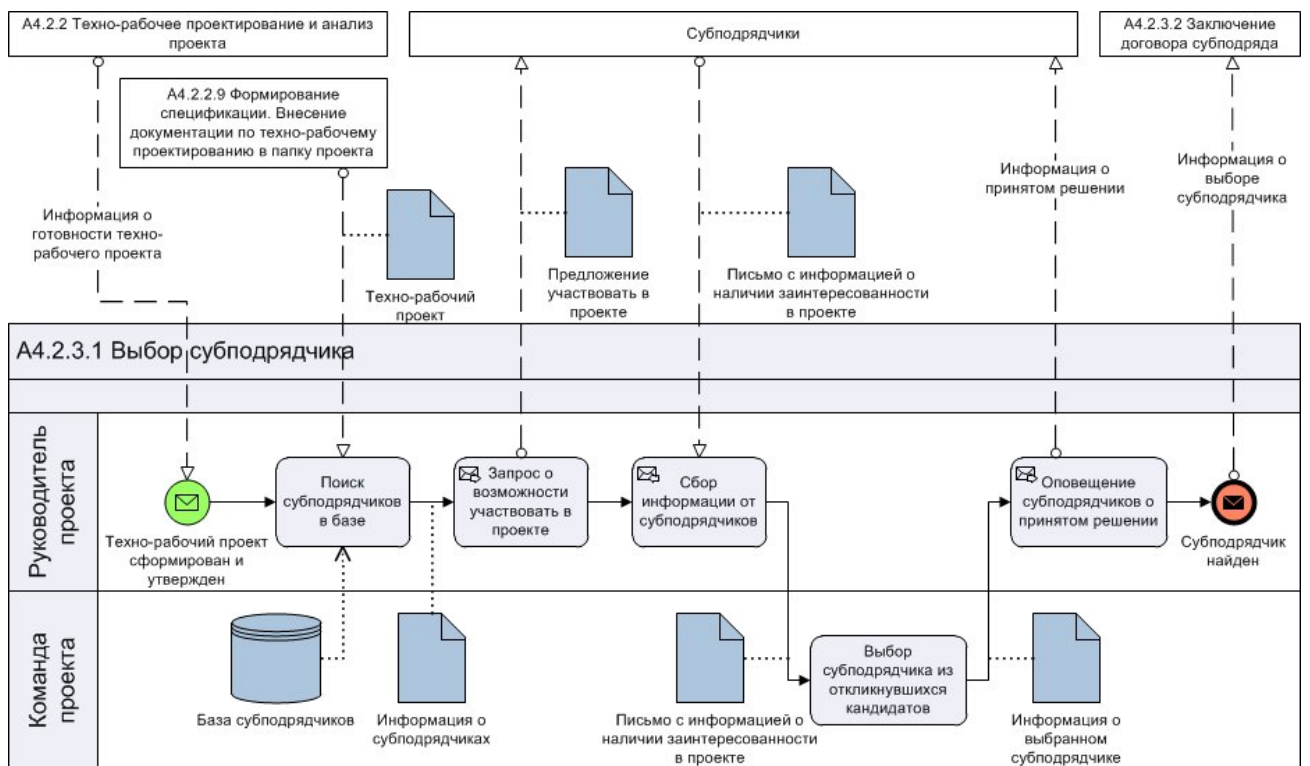 А4.2.2 Техно-рабочее проектирование и анализ
проекта
Субподрядчики
А4.2.3.2 Заключение
договора субподряда
А4.2.2.9 Формирование
спецификации. Внесение
документации по техно-рабочему
проектированию в папку проекта
Информация о
готовности техно-
рабочего проекта
Техно-рабочий
проект
Предложение
участвовать в
проекте
Письмо с информацией о
наличии заинтересованности
в проекте
Информация о
принятом решении
Информация о
выборе
субподрядчика
А4.2.3.1 Выбор субподрядчика
Руководитель
проекта
Техно-рабочий проект
сформирован и
утвержден
Поиск
субподрядчиков
в базе
Запрос о
возможности
участвовать в
проекте
Сбор
информации от
субподрядчиков
Оповещение
субподрядчиков о
принятом решении
Субподрядчик
найден
Команда
проекта
База субподрядчиков
Информация о
субподрядчиках
Письмо с информацией о
наличии заинтересованности
в проекте
Выбор
субподрядчика из
откликнувшихся
кандидатов
Информация о
выбранном
субподрядчике